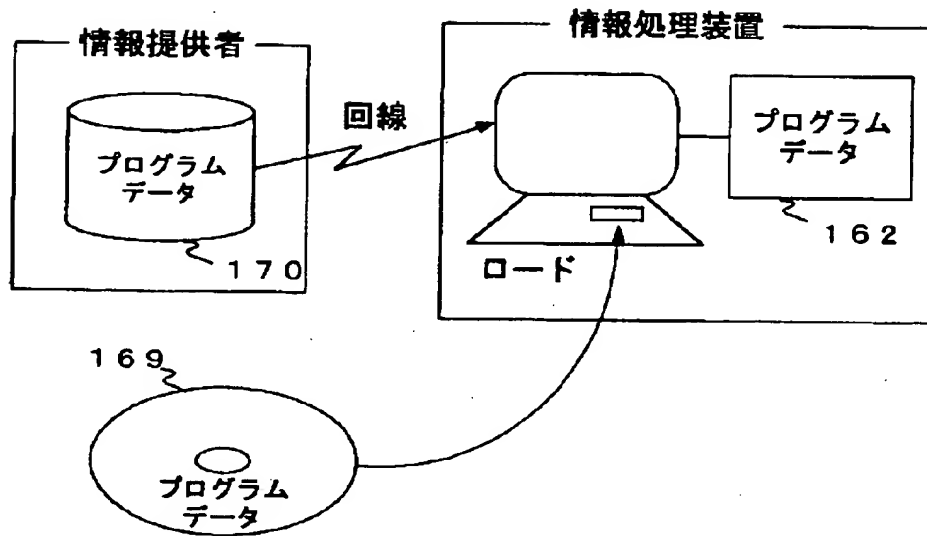 情報提供者
プログラム
データ
170
回線
情報処理装置
プログラム
データ
162
ロード
169
プログラム
データ